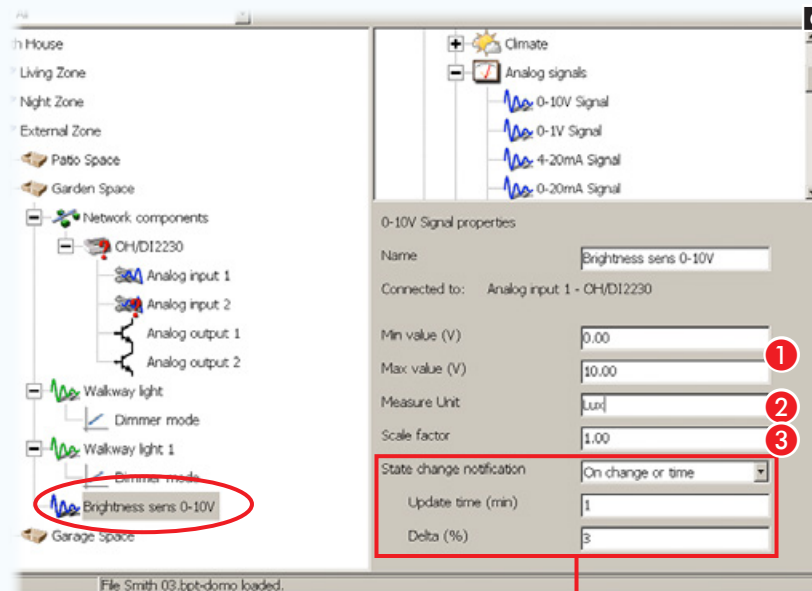 All
h House
Living Zone
Night Zone
External Zone
Patio Space
Garden Space
Network components
OH/DI2230
Analog input 1
Analog input 2
Analog output 1
Analog output 2
Walkway light
Dimmer mode
Walkway light 1
Dimmer mode
Brightness sens 0-10V
Garage Space
Climate
Analog signals
0-10V Signal
0-1V Signal
4-20mA Signal
0-20mA Signal
0-10V Signal properties
Name Brightness sens 0-10V
Connected to: Analog input 1 - OH/DI2230
Min value (V) 0.00
1
Max value (V) 10.00
Measure Unit Lux 2
Scale factor 1.00 3
State change notification On change or time
Update time (min) 1
Delta (%) 3
File Smith 03.bpt-domo loaded.